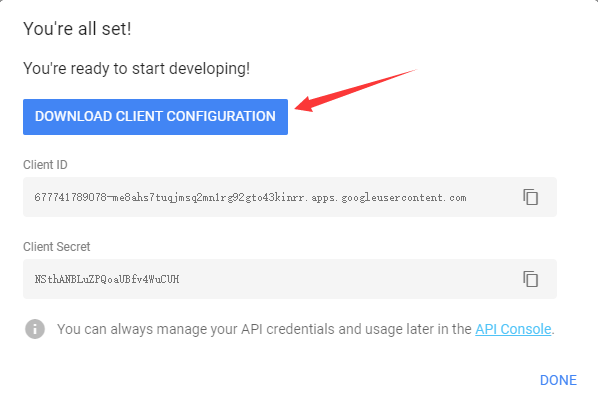 You're all set!
You're ready to start developing!
DOWNLOAD CLIENT CONFIGURATION
Client ID
677741789078-me8ahs7tuqjmsq2mn1rg92gto43kinrr.apps.googleusercontent.com
Client Secret
NSthANBLuZPQoaUBfv4WuCUH
You can always manage your API credentials and usage later in the API Console.
DONE